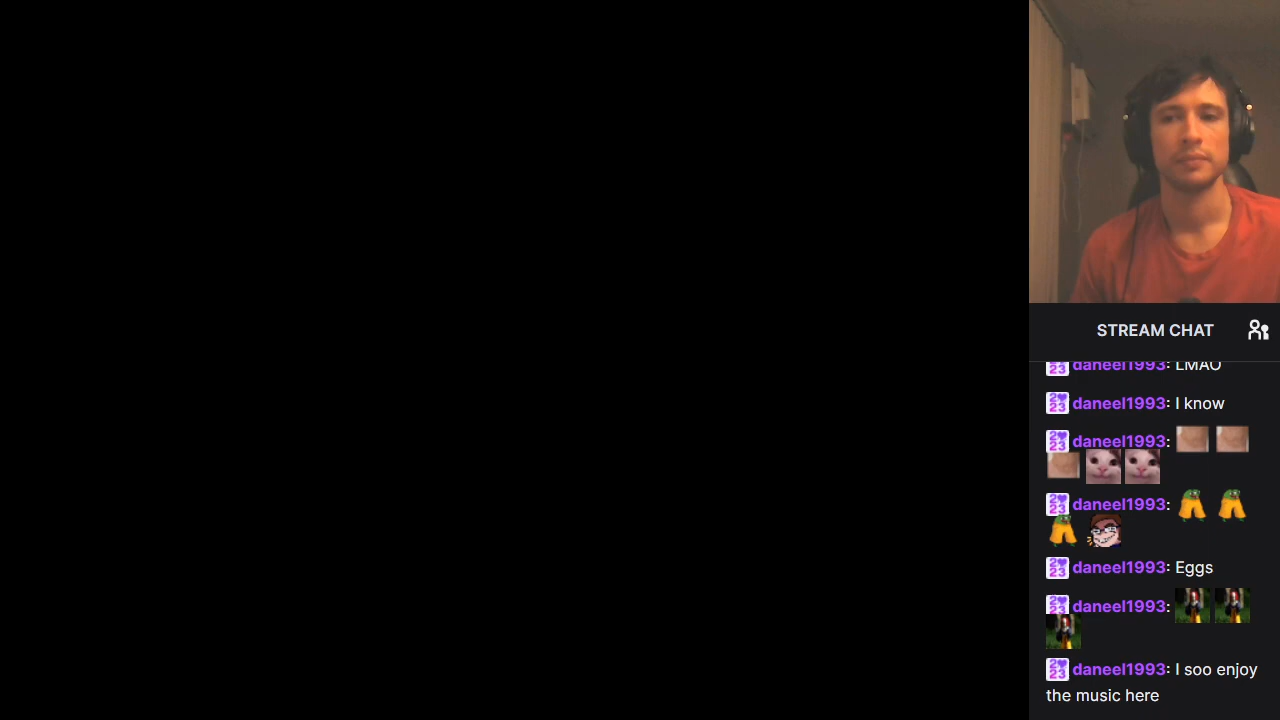 STREAM CHAT
daneel1993: LMAO
daneel1993: I know
daneel1993:
daneel1993:
daneel1993: Eggs
daneel1993:
daneel1993: I soo enjoy
the music here